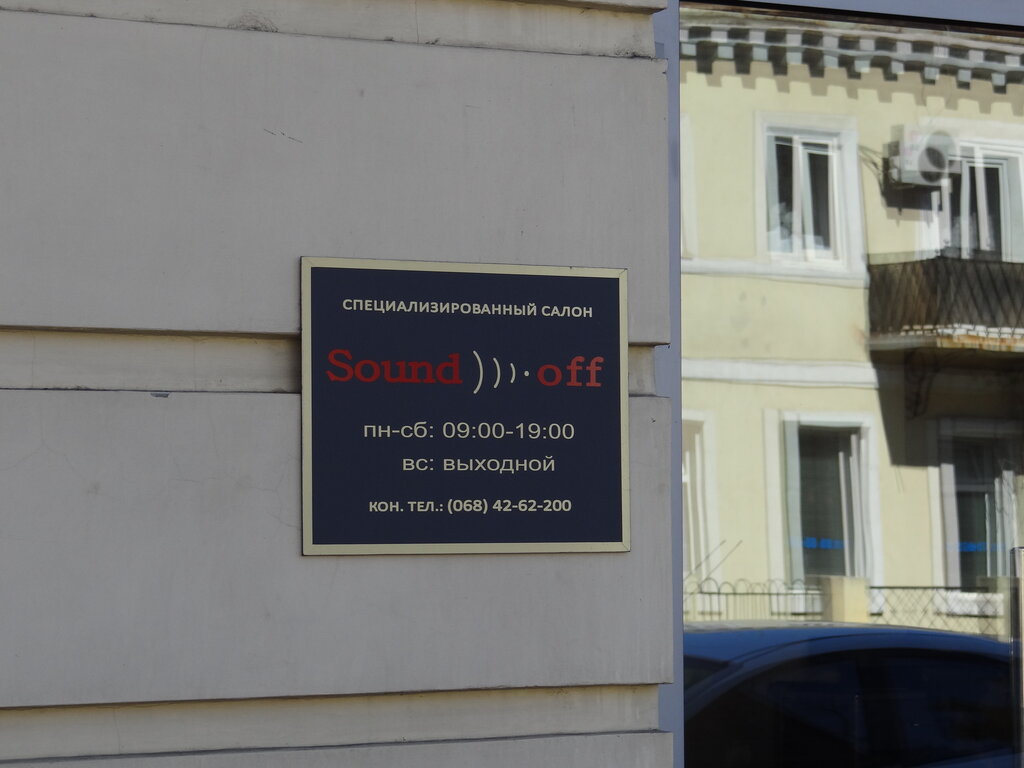 СПЕЦИАЛИЗИРОВАННЫЙ САЛОН
Sound off
пн-сб: 09:00-19:00
вс: выходной
КОН. ТЕЛ.: (068) 42-62-200